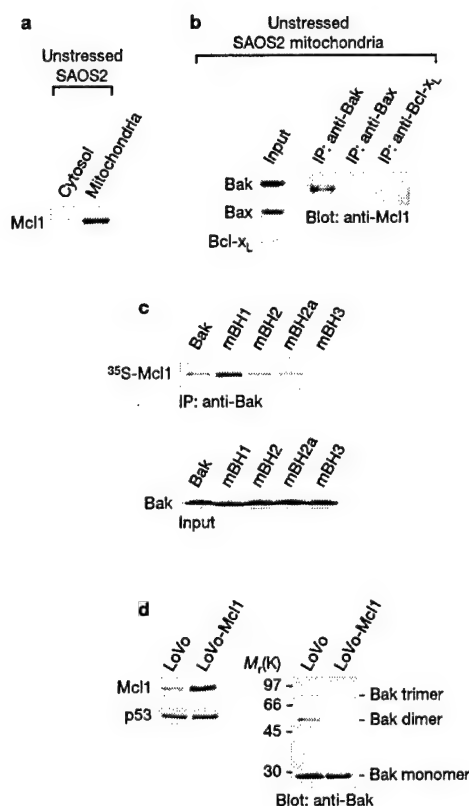 a
Unstressed
SAOS2
Cytosol
Mitochondria
Mcl1
b
Unstressed
SAOS2 mitochondria
Input
IP: anti-Bak
IP: anti-Bax
IP: anti-Bcl-xL
Bak
Bax
Bcl-xL
Blot: anti-Mcl1
c
Bak
mBH1
mBH2
mBH2a
mBH3
35S-Mcl1
IP: anti-Bak
Bak
mBH1
mBH2
mBH2a
mBH3
Bak
Input
d
LoVo
LoVo-Mcl1
Mcl1
p53
Mr(K)
LoVo
LoVo-Mcl1
97
66
45
30
Bak trimer
Bak dimer
Bak monomer
Blot: anti-Bak